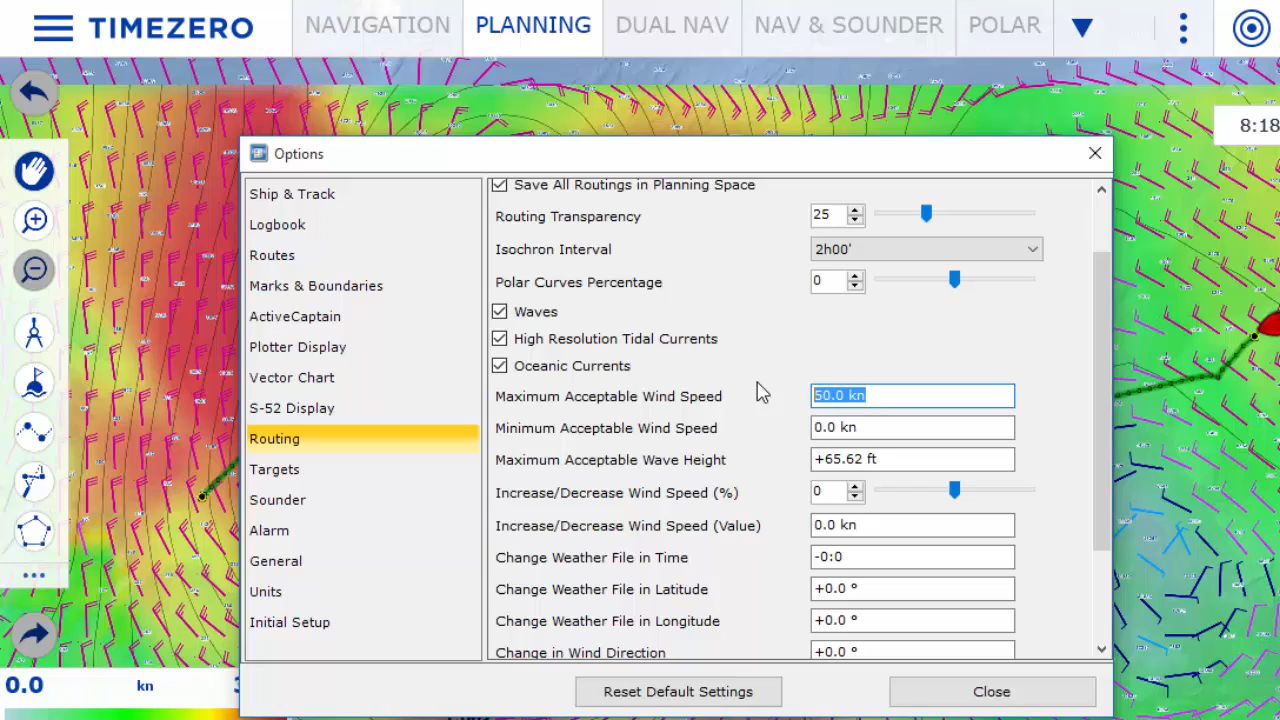 TIMEZERO
NAVIGATION
PLANNING
DUAL NAV
NAV & SOUNDER
POLAR
8:18
Options
Ship & Track
Logbook
Routes
Marks & Boundaries
ActiveCaptain
Plotter Display
Vector Chart
S-52 Display
Routing
Targets
Sounder
Alarm
General
Units
Initial Setup
Save All Routings in Planning Space
Routing Transparency 25
Isochron Interval 2h00'
Polar Curves Percentage 0
Waves
High Resolution Tidal Currents
Oceanic Currents
Maximum Acceptable Wind Speed 50.0 kn
Minimum Acceptable Wind Speed 0.0 kn
Maximum Acceptable Wave Height +65.62 ft
Increase/Decrease Wind Speed (%) 0
Increase/Decrease Wind Speed (Value) 0.0 kn
Change Weather File in Time -0:0
Change Weather File in Latitude +0.0 °
Change Weather File in Longitude +0.0 °
Change in Wind Direction +0.0 °
Reset Default Settings
Close
0.0 kn